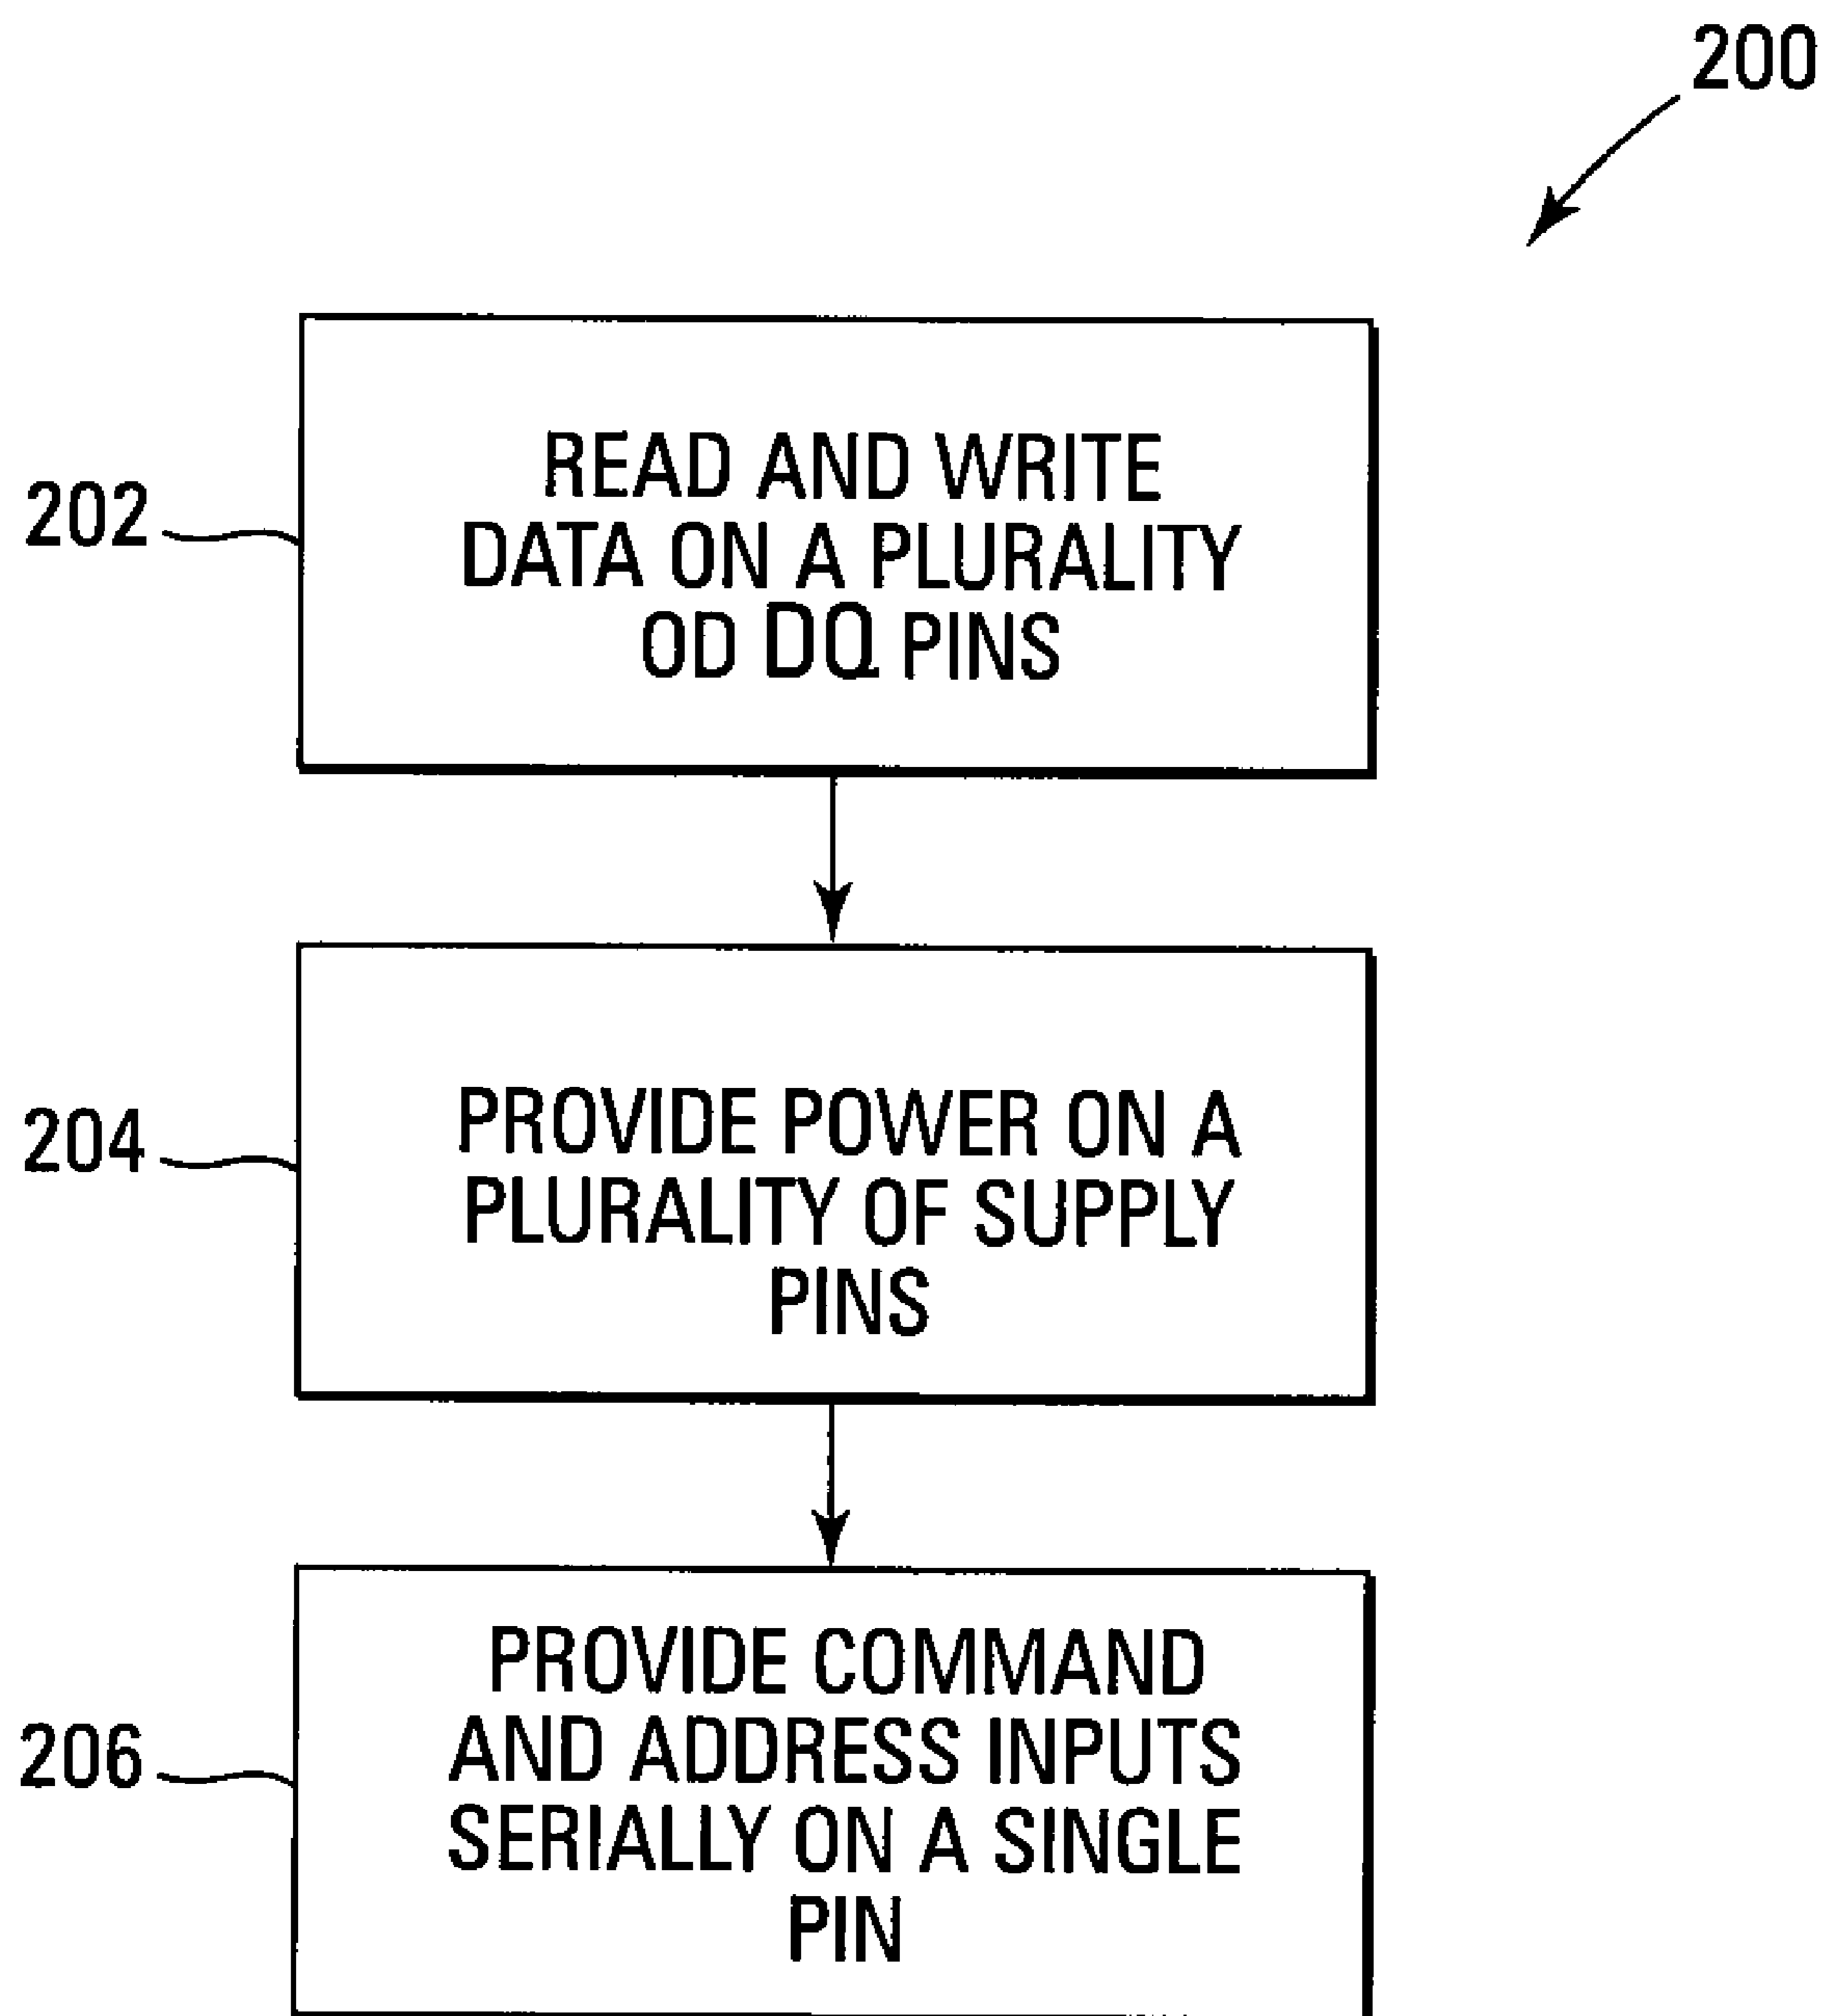 200
202
READ AND WRITE
DATA ON A PLURALITY
OD DQ PINS
204
PROVIDE POWER ON A
PLURALITY OF SUPPLY
PINS
206
PROVIDE COMMAND
AND ADDRESS INPUTS
SERIALLY ON A SINGLE
PIN